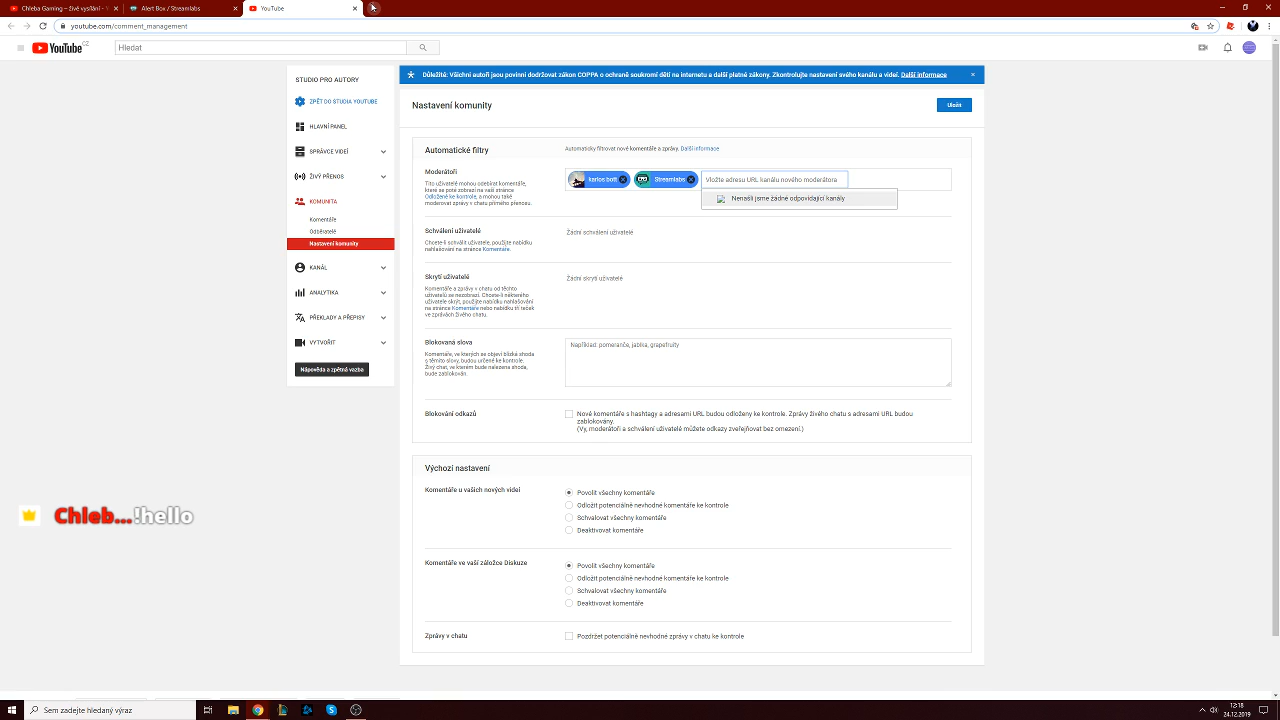 Chleba Gaming – živé vysílání - Y
Alert Box / Streamlabs
YouTube
youtube.com/comment_management
YouTube CZ
Hledat
STUDIO PRO AUTORY
ZPĚT DO STUDIA YOUTUBE
HLAVNÍ PANEL
SPRÁVCE VIDEÍ
ŽIVÝ PŘENOS
KOMUNITA
Komentáře
Odběratelé
Nastavení komunity
KANÁL
ANALYTIKA
PŘEKLADY A PŘEPISY
VYTVOŘIT
Nápověda a zpětná vazba
Důležité: Všichni autoři jsou povinni dodržovat zákon COPPA o ochraně soukromí dětí na internetu a další platné zákony. Zkontrolujte nastavení svého kanálu a videí. Další informace
Nastavení komunity
Uložit
Automatické filtry
Automaticky filtrovat nové komentáře a zprávy. Další informace
Moderátoři
Tito uživatelé mohou odebírat komentáře,
které se poté zobrazí na vaší stránce
Odložené ke kontrole, a mohou také
moderovat zprávy v chatu přímého přenosu.
karlos bott
Streamlabs
Vložte adresu URL kanálu nového moderátora
Nenašli jsme žádné odpovídající kanály
Schválení uživatelé
Chcete-li schválit uživatele, použijte nabídku
nahlašování na stránce Komentáře.
Žádní schválení uživatelé
Skrytí uživatelé
Komentáře a zprávy v chatu od těchto
uživatelů se nezobrazí. Chcete-li některého
uživatele skrýt, použijte nabídku nahlašování
na stránce Komentáře nebo nabídku tří teček
ve zprávách živého chatu.
Žádní skrytí uživatelé
Blokovaná slova
Komentáře, ve kterých se objeví blízká shoda
s těmito slovy, budou určené ke kontrole.
Živý chat, ve kterém bude nalezena shoda,
bude zablokován.
Například: pomeranče, jablka, grapefruity
Blokování odkazů
Nové komentáře s hashtagy a adresami URL budou odloženy ke kontrole. Zprávy živého chatu s adresami URL budou
zablokovány.
(Vy, moderátoři a schválení uživatelé můžete odkazy zveřejňovat bez omezení.)
Výchozí nastavení
Komentáře u vašich nových videí
Povolit všechny komentáře
Odložit potenciálně nevhodné komentáře ke kontrole
Schvalovat všechny komentáře
Deaktivovat komentáře
Komentáře ve vaší záložce Diskuze
Povolit všechny komentáře
Odložit potenciálně nevhodné komentáře ke kontrole
Schvalovat všechny komentáře
Deaktivovat komentáře
Zprávy v chatu
Pozdržet potenciálně nevhodné zprávy v chatu ke kontrole
Chleb...!hello
Sem zadejte hledaný výraz
12:18
24.12.2019